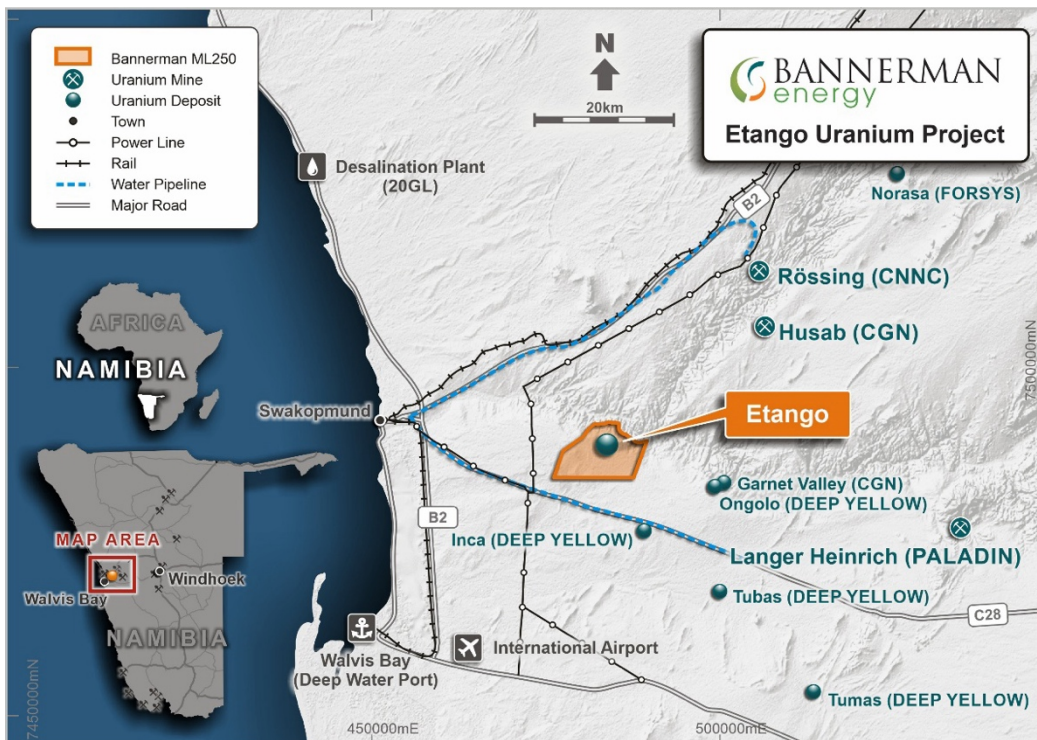 Bannerman ML250
Uranium Mine
Uranium Deposit
Town
Power Line
Rail
Water Pipeline
Major Road
N
20km
BANNERMAN
energy
Etango Uranium Project
Desalination Plant
(20GL)
B2
Norasa (FORSYS)
Rössing (CNNC)
Husab (CGN)
7500000mN
AFRICA
NAMIBIA
Swakopmund
Etango
Garnet Valley (CGN)
Ongolo (DEEP YELLOW)
B2
Inca (DEEP YELLOW)
Langer Heinrich (PALADIN)
MAP AREA
Windhoek
Walvis Bay
NAMIBIA
Tubas (DEEP YELLOW)
C28
Walvis Bay
(Deep Water Port)
International Airport
Tumas (DEEP YELLOW)
7450000mN
450000mE
500000mE